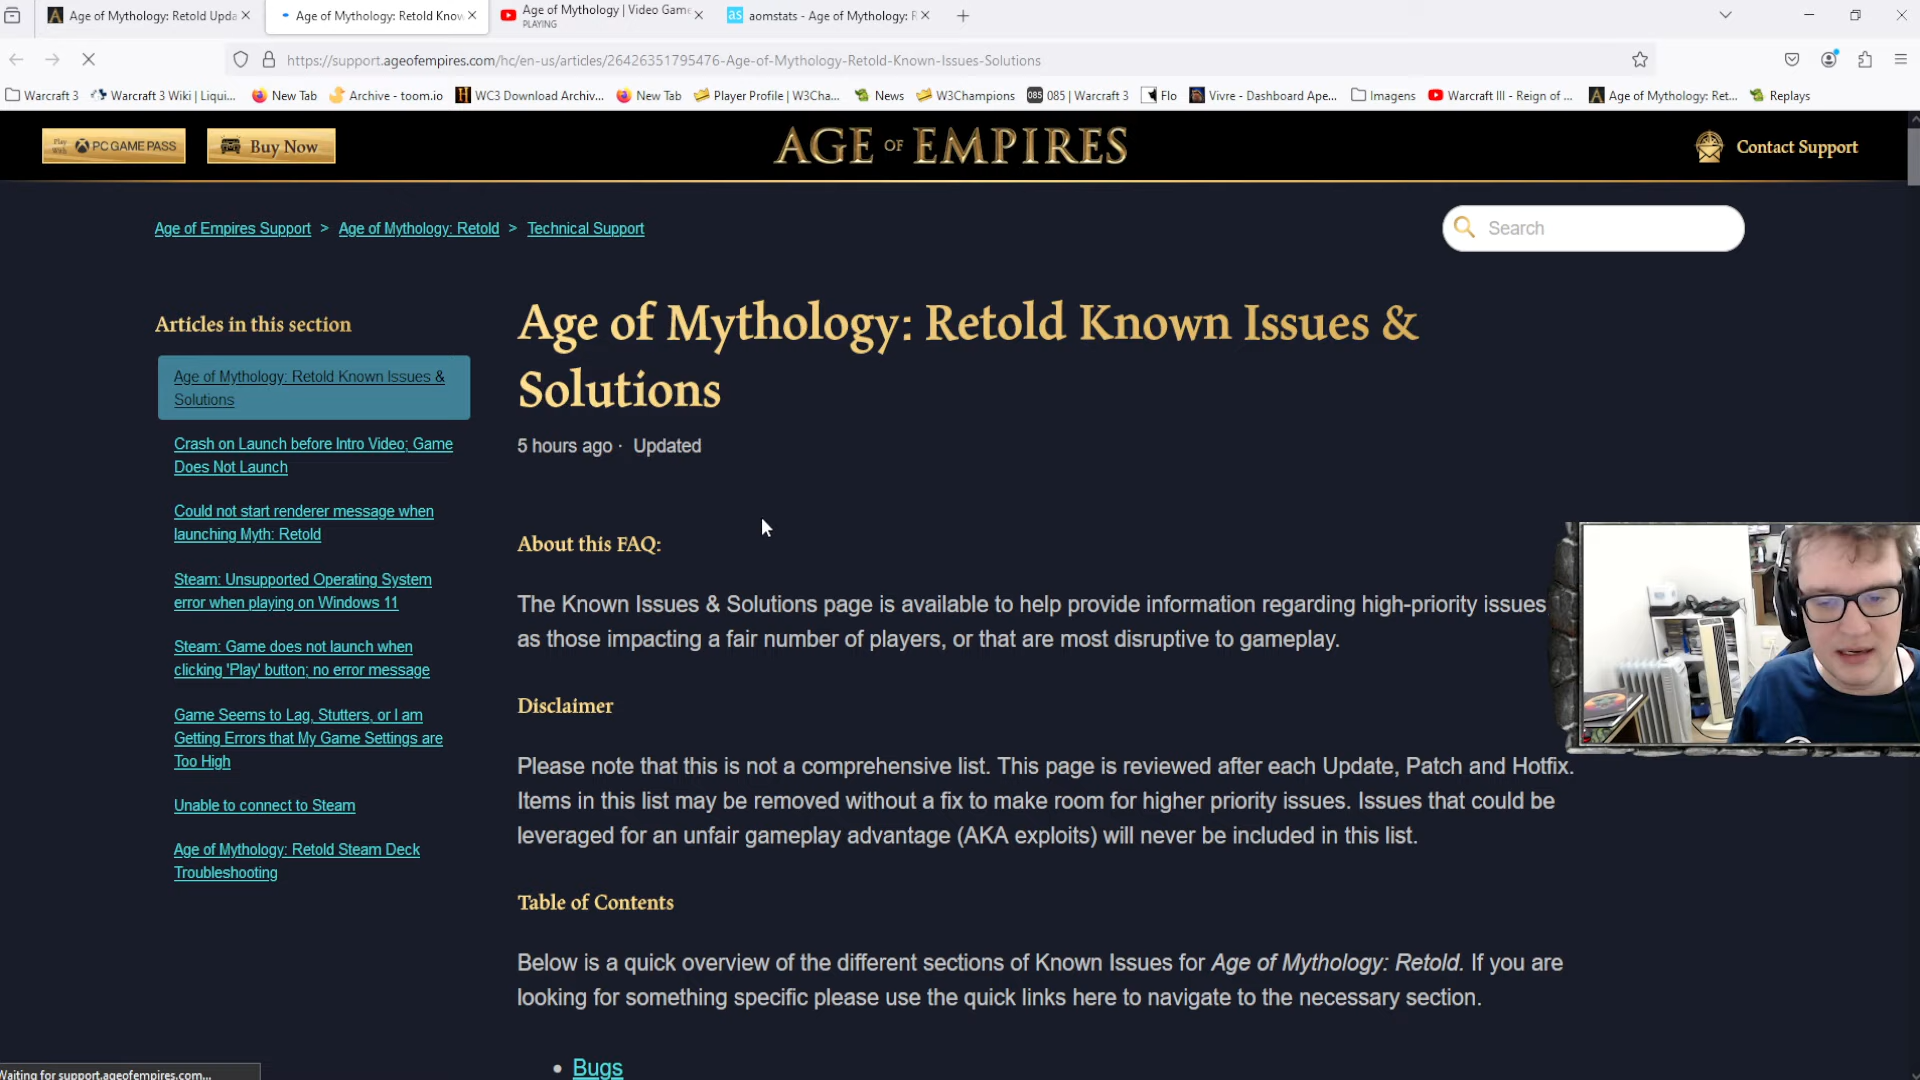 Age of Mythology: Retold Upda
Age of Mythology: Retold Know
Age of Mythology | Video Game
PLAYING
aomstats - Age of Mythology: R
https://support.ageofempires.com/hc/en-us/articles/26426351795476-Age-of-Mythology-Retold-Known-Issues-Solutions
Warcraft 3
Warcraft 3 Wiki | Liqui...
New Tab
Archive - toom.io
WC3 Download Archiv...
New Tab
Player Profile | W3Cha...
News
W3Champions
085 | Warcraft 3
Flo
Vivre - Dashboard Ape...
Imagens
Warcraft III - Reign of ...
Age of Mythology: Ret...
Replays
PC GAME PASS
Buy Now
AGE OF EMPIRES
Contact Support
Age of Empires Support > Age of Mythology: Retold > Technical Support
Search
Articles in this section
Age of Mythology: Retold Known Issues &
Solutions
Crash on Launch before Intro Video; Game
Does Not Launch
Could not start renderer message when
launching Myth: Retold
Steam: Unsupported Operating System
error when playing on Windows 11
Steam: Game does not launch when
clicking 'Play' button; no error message
Game Seems to Lag, Stutters, or I am
Getting Errors that My Game Settings are
Too High
Unable to connect to Steam
Age of Mythology: Retold Steam Deck
Troubleshooting
Age of Mythology: Retold Known Issues &
Solutions
5 hours ago · Updated
About this FAQ:
The Known Issues & Solutions page is available to help provide information regarding high-priority issues
as those impacting a fair number of players, or that are most disruptive to gameplay.
Disclaimer
Please note that this is not a comprehensive list. This page is reviewed after each Update, Patch and Hotfix.
Items in this list may be removed without a fix to make room for higher priority issues. Issues that could be
leveraged for an unfair gameplay advantage (AKA exploits) will never be included in this list.
Table of Contents
Below is a quick overview of the different sections of Known Issues for Age of Mythology: Retold. If you are
looking for something specific please use the quick links here to navigate to the necessary section.
• Bugs
Waiting for support.ageofempires.com...